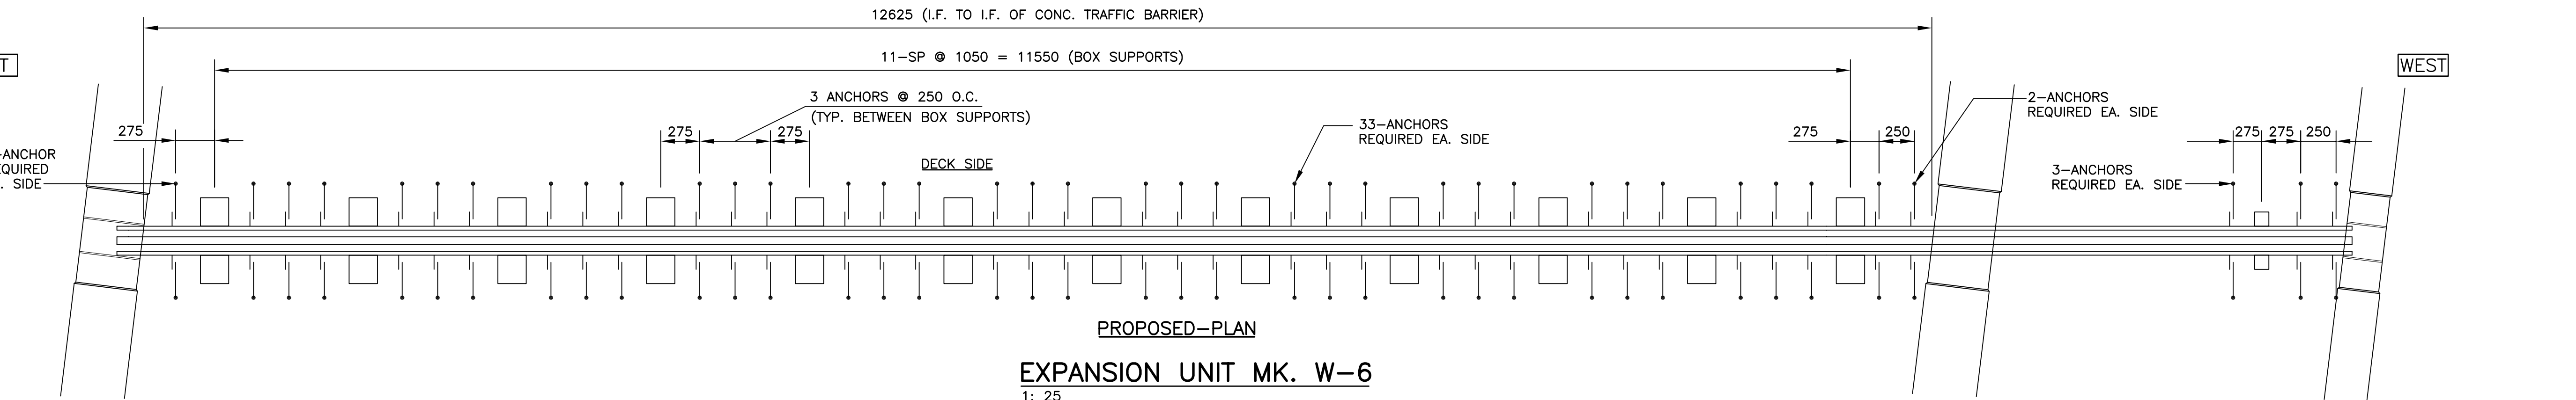 12625 (I.F. TO I.F. OF CONC. TRAFFIC BARRIER)
11-SP @ 1050 = 11550 (BOX SUPPORTS)
T
WEST
3 ANCHORS @ 250 O.C.
(TYP. BETWEEN BOX SUPPORTS)
275
275
275
33-ANCHORS
REQUIRED EA. SIDE
275
250
2-ANCHORS
REQUIRED EA. SIDE
275
275
250
-ANCHOR
EQUIRED
. SIDE
DECK SIDE
3-ANCHORS
REQUIRED EA. SIDE
PROPOSED-PLAN
EXPANSION UNIT MK. W-6
1: 25